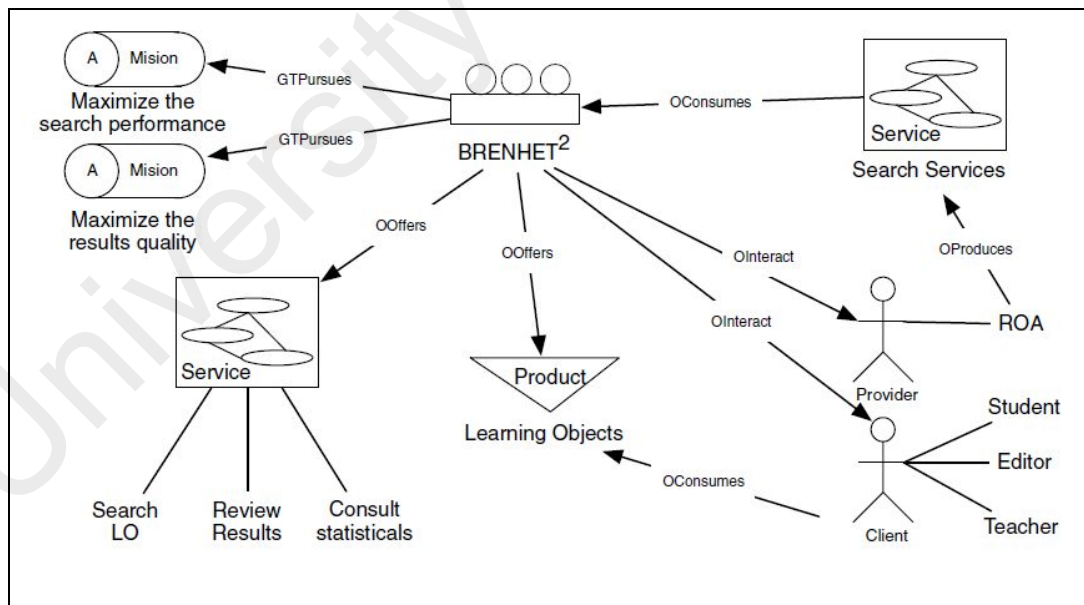 A Mision
Maximize the
search performance
GTPursues
GTPursues
A Mision
Maximize the
results quality
BRENHET2
OConsumes
Service
Search Services
OOffers
OOffers
OInteract
OInteract
OProduces
ROA
Provider
Service
Product
Learning Objects
OConsumes
Student
Editor
Teacher
Client
Search
LO
Review
Results
Consult
statisticals
University